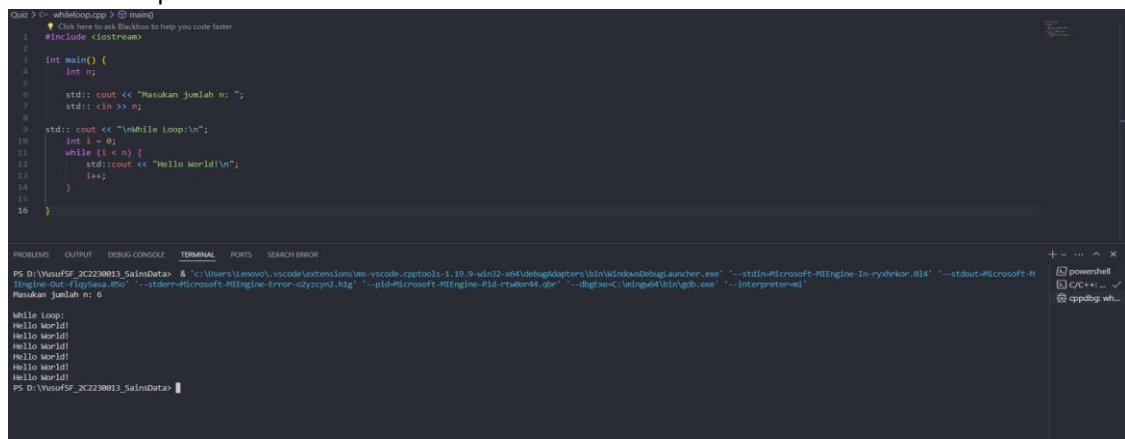 Quiz > whileloop.cpp > main()
Click here to ask Blackbox to help you code faster
1 #include <iostream>
2
3 int main() {
4 int n;
5
6 std:: cout << "Masukan jumlah n: ";
7 std:: cin >> n;
8
9 std:: cout << "\nWhile Loop:\n";
10 int i = 0;
11 while (i < n) {
12 std::cout << "Hello World!\n";
13 i++;
14 }
15
16 }
PROBLEMS OUTPUT DEBUG CONSOLE TERMINAL PORTS SEARCH ERROR
PS D:\YusufSF_2C2230013_SainsData> & 'c:\Users\Lenovo\.vscode\extensions\ms-vscode.cpptools-1.19.9-win32-x64\debugAdapters\bin\WindowsDebugLauncher.exe' '--stdin=Microsoft-MIEngine-In-ryxhrkor.0l4' '--stdout=Microsoft-M
IEngine-Out-flqy5asa.05o' '--stderr=Microsoft-MIEngine-Error-o2yzcyn2.h1g' '--pid=Microsoft-MIEngine-Pid-rtw0or44.qbr' '--dbgExe=C:\mingw64\bin\gdb.exe' '--interpreter=mi'
Masukan jumlah n: 6
While Loop:
Hello World!
Hello World!
Hello World!
Hello World!
Hello World!
Hello World!
PS D:\YusufSF_2C2230013_SainsData>
powershell
C/C++: ...
cppdbg: wh...